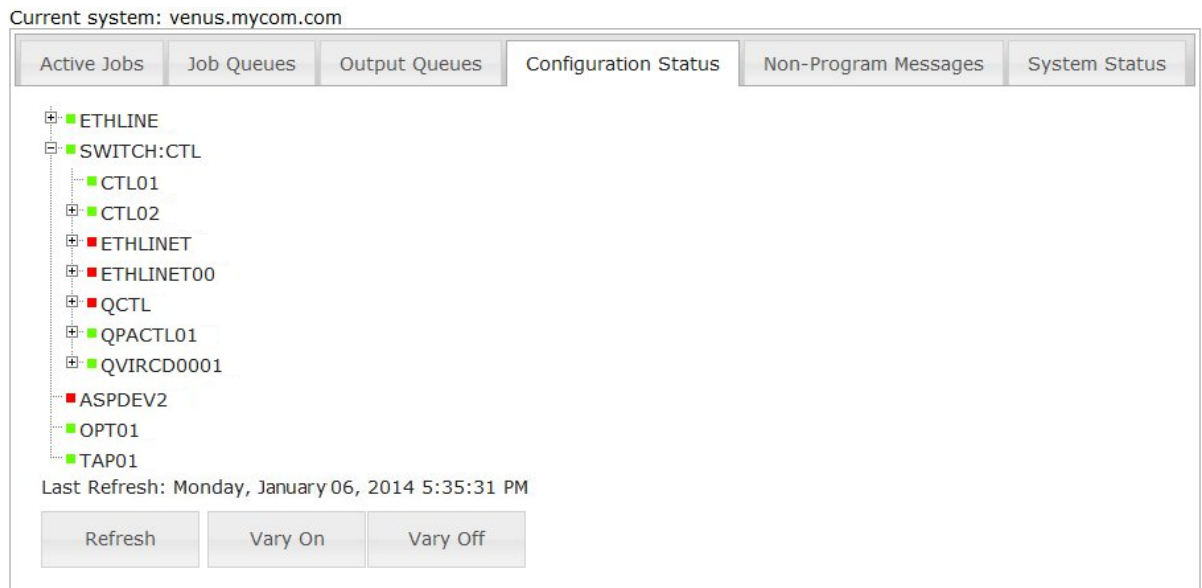 Current system: venus.mycom.com
Active Jobs Job Queues Output Queues Configuration Status Non-Program Messages System Status
ETHLINE
SWITCH:CTL
CTL01
CTL02
ETHLINET
ETHLINET00
QCTL
QPACTL01
QVIRCD0001
ASPDEV2
OPT01
TAP01
Last Refresh: Monday, January 06, 2014 5:35:31 PM
Refresh Vary On Vary Off